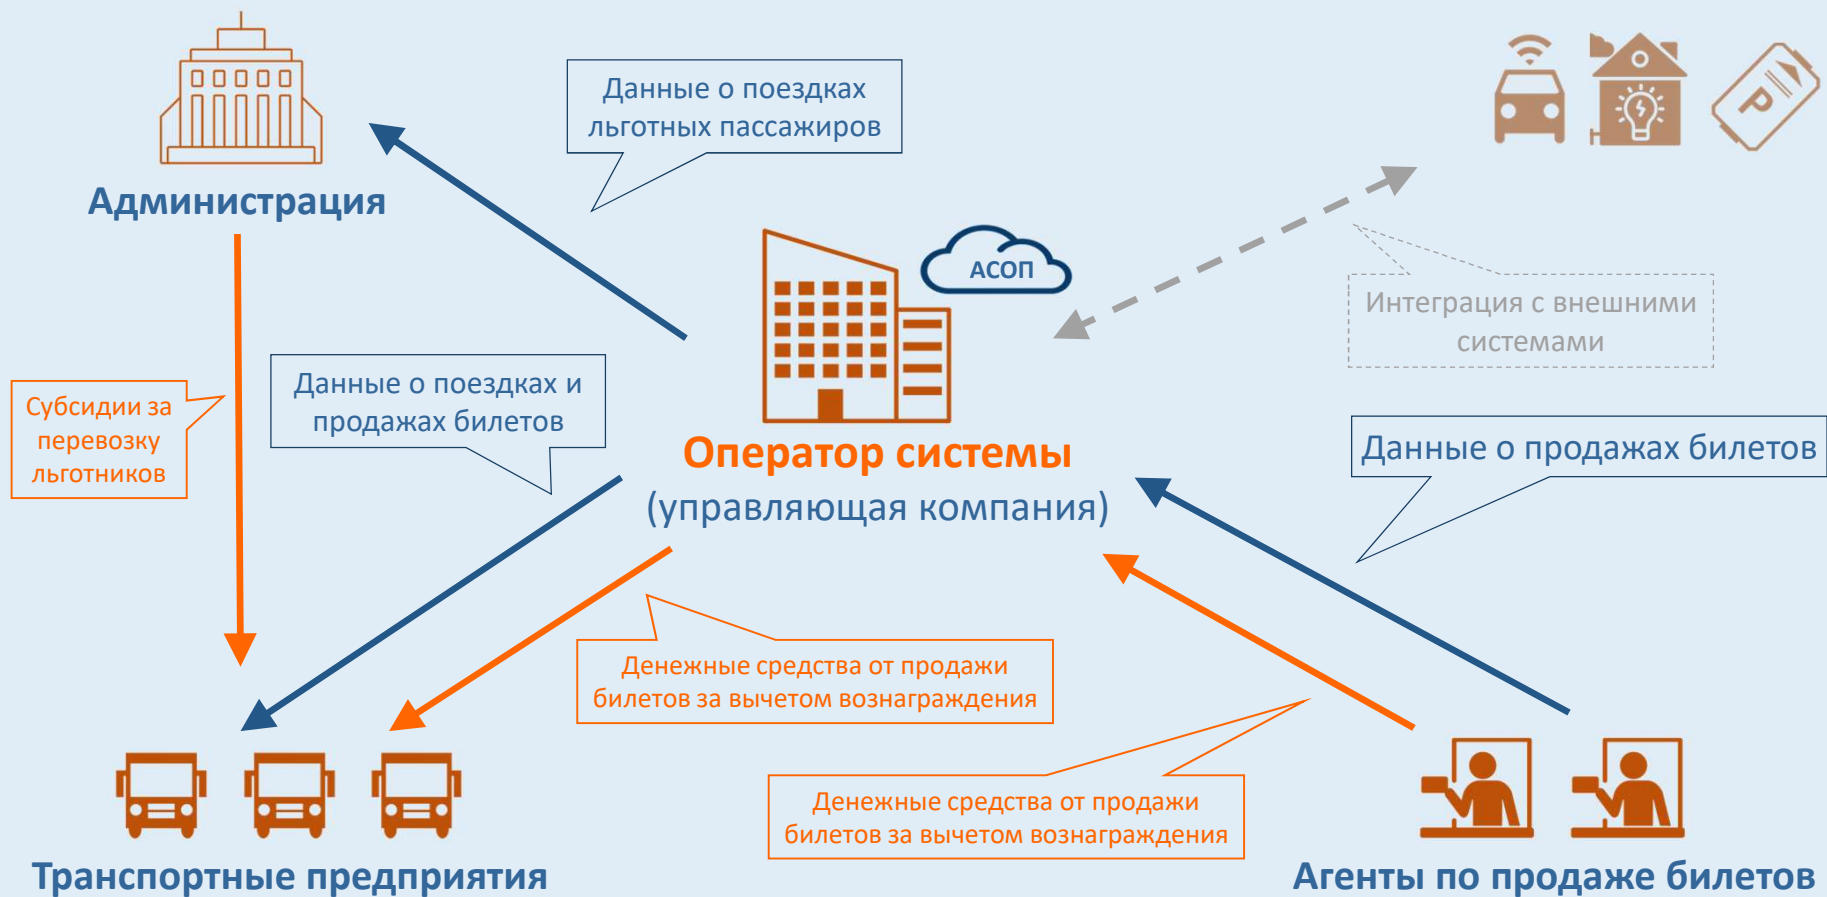 Данные о поездках
льготных пассажиров
P
Администрация
АСОП
Интеграция с внешними
системами
Данные о поездках и
продажах билетов
Субсидии за
перевозку
льготников
Оператор системы
(управляющая компания)
Данные о продажах билетов
Денежные средства от продажи
билетов за вычетом вознаграждения
Денежные средства от продажи
билетов за вычетом вознаграждения
Транспортные предприятия
Агенты по продаже билетов